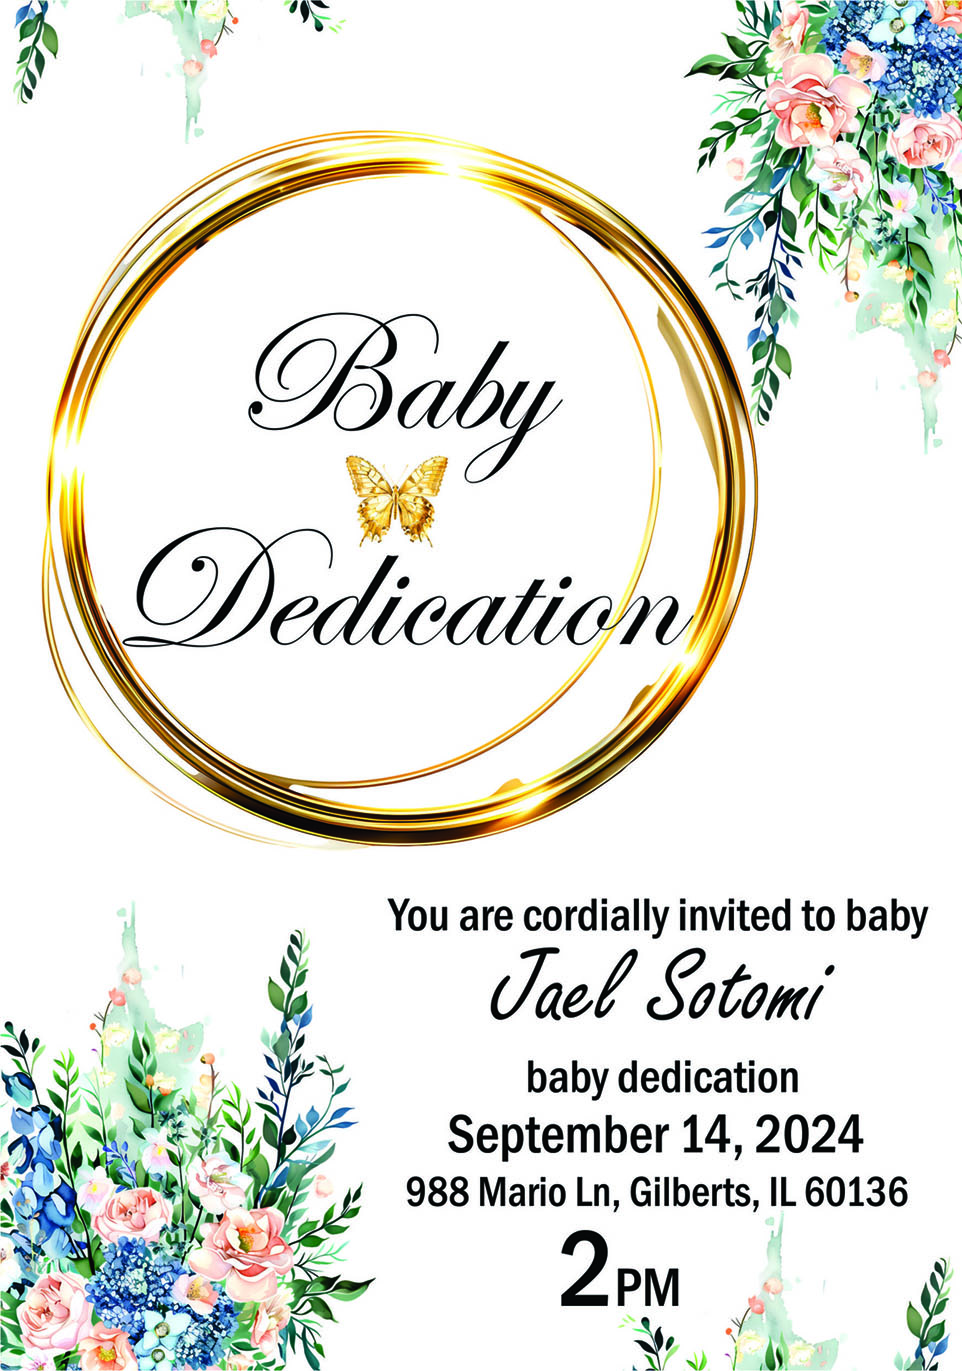 Baby
Dedication
You are cordially invited to baby
Jael Sotomi
baby dedication
September 14, 2024
988 Mario Ln, Gilberts, IL 60136
2PM